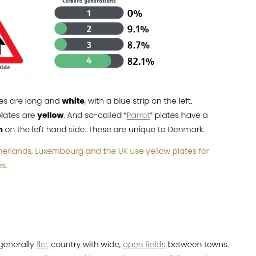 Camera generations
1 0%
2 9.1%
3 8.7%
4 82.1%
es are long and white, with a blue strip on the left.
plates are yellow. And so-called “Parrot” plates have a
n on the left hand side. These are unique to Denmark.
herlands, Luxembourg and the UK use yellow plates for
es.
generally flat country with wide, open fields between towns.